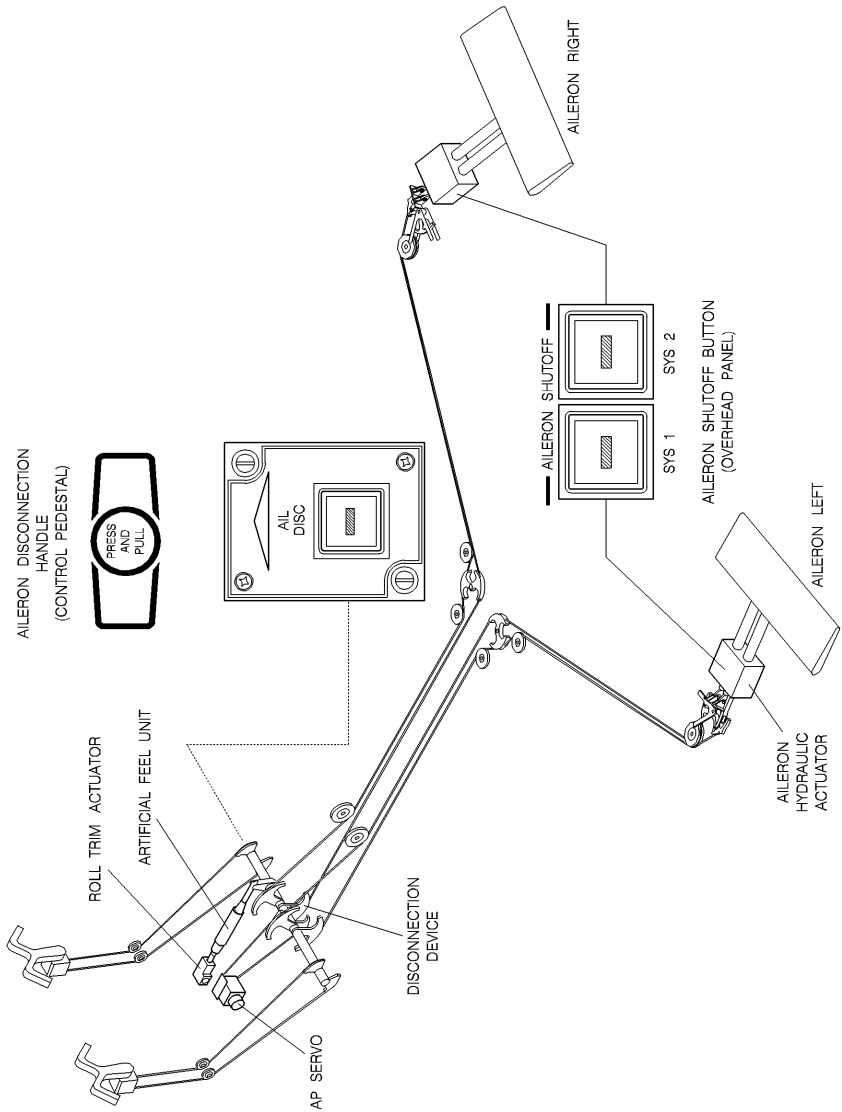 AILERON DISCONNECTION
HANDLE
(CONTROL PEDESTAL)
PRESS
AND
PULL
ROLL TRIM ACTUATOR
ARTIFICIAL FEEL UNIT
AIL
DISC
AILERON RIGHT
AILERON SHUTOFF
SYS 1
SYS 2
AILERON SHUTOFF BUTTON
(OVERHEAD PANEL)
AP SERVO
DISCONNECTION
DEVICE
AILERON
HYDRAULIC
ACTUATOR
AILERON LEFT